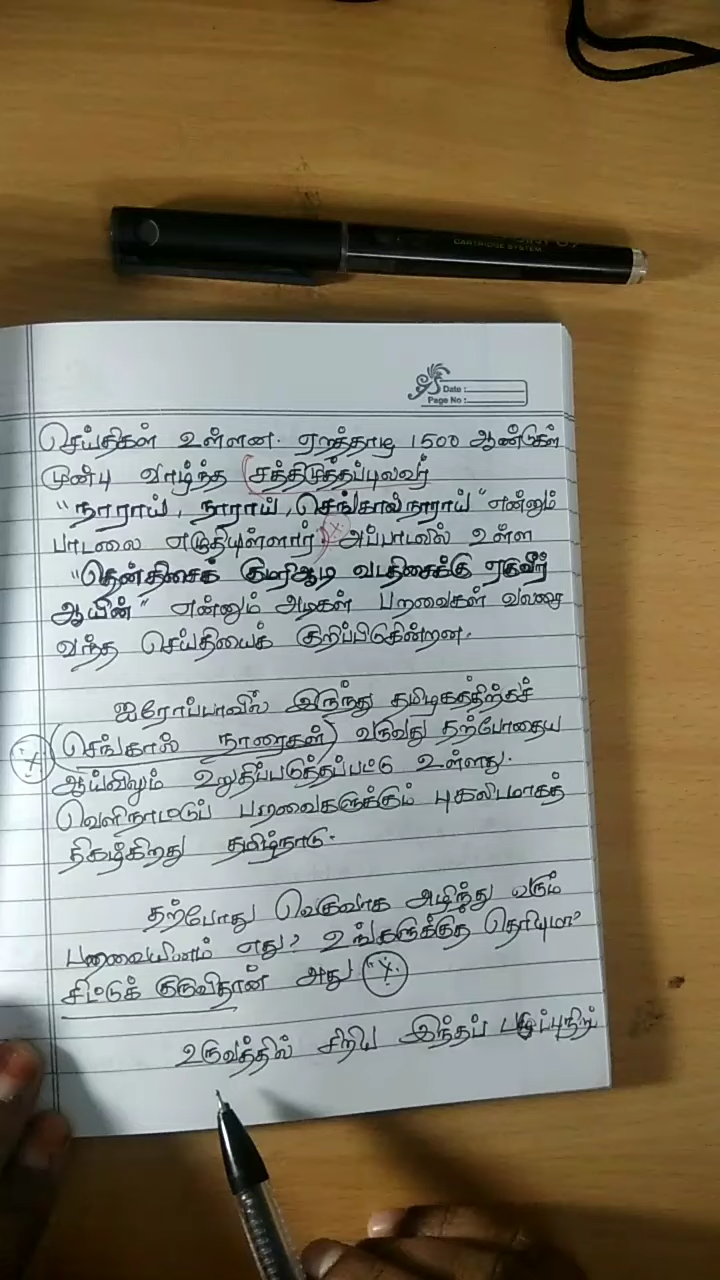 CARTRIDGE SYSTEM
Date :
Page No :
செய்திகள் உள்ளன. ஏறத்தாழ 1500 ஆண்டுகள்
முன்பு வாழ்ந்த (சத்திமுத்தப்புலவர்
"நாராய், நாராய், செங்கால் நாராய்" என்னும்
பாடலை எழுதியுள்ளார்.) அப்பாடலில் உள்ள
"தென்திசைக் குமரிஆடி வடதிசைக்கு ஏகுவீர்
ஆயின்" என்னும் அடிகள் பறவைகள் வலசை
வந்த செய்தியைக் குறிப்பிடுகின்றன.
ஐரோப்பாவில் இருந்து தமிழகத்திற்குச்
(செங்கால் நாரைகள்) வருவது தற்போதைய
ஆய்விலும் உறுதிப்படுத்தப்பட்டு உள்ளது.
வெளிநாட்டுப் பறவைகளுக்கும் புகலிடமாகத்
திகழ்கிறது தமிழ்நாடு.
தற்போது வெகுவாக அழிந்து வரும்
பறவையினம் எது? உங்களுக்குத் தெரியுமா?
சிட்டுக் குருவிதான் அது
உருவத்தில் சிறிய இந்தப்